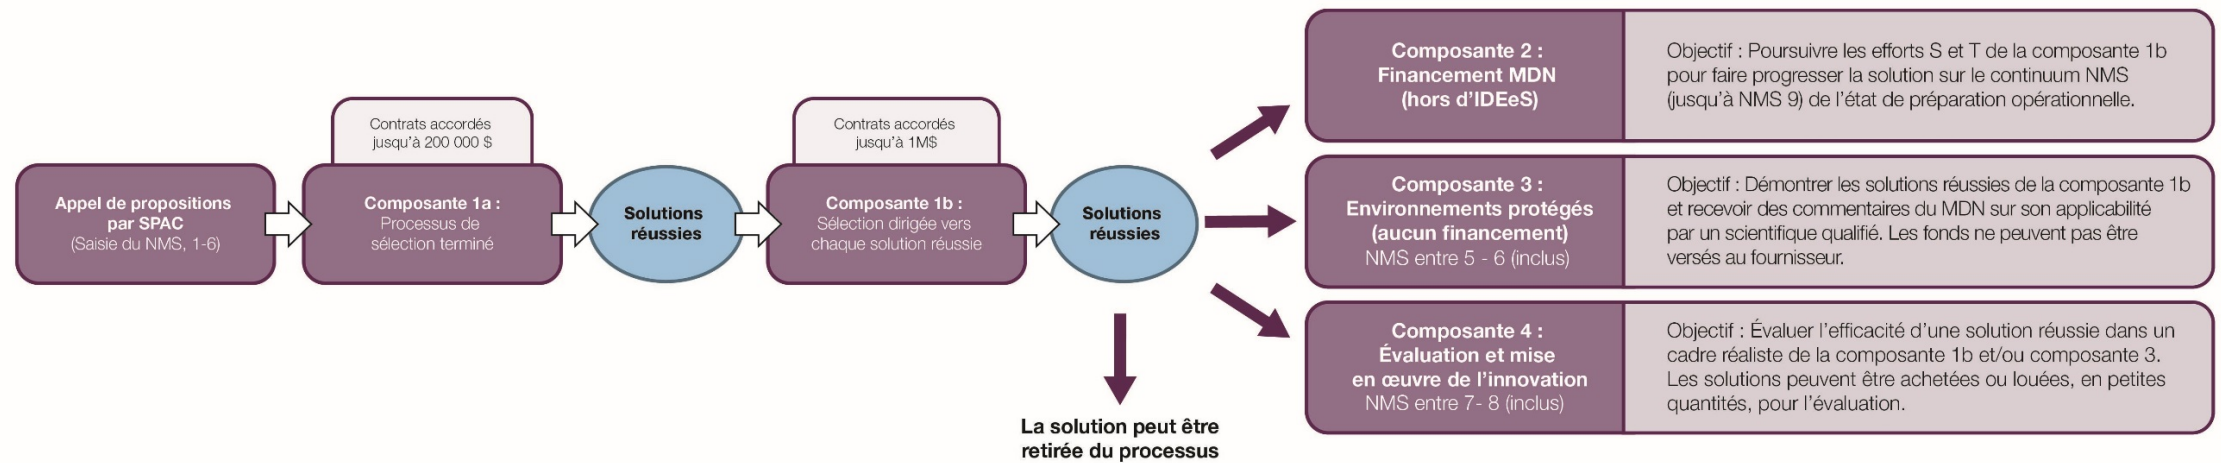 Appel de propositions
par SPAC
(Saisie du NMS, 1-6)
Contrats accordés
jusqu'à 200 000 $
Composante 1a :
Processus de
sélection terminé
Solutions
réussies
Contrats accordés
jusqu'à 1M$
Composante 1b :
Sélection dirigée vers
chaque solution réussie
Solutions
réussies
La solution peut être
retirée du processus
Composante 2 :
Financement MDN
(hors d'IDEeS)
Objectif : Poursuivre les efforts S et T de la composante 1b
pour faire progresser la solution sur le continuum NMS
(jusqu'à NMS 9) de l'état de préparation opérationnelle.
Composante 3 :
Environnements protégés
(aucun financement)
NMS entre 5 - 6 (inclus)
Objectif : Démontrer les solutions réussies de la composante 1b
et recevoir des commentaires du MDN sur son applicabilité
par un scientifique qualifié. Les fonds ne peuvent pas être
versés au fournisseur.
Composante 4 :
Évaluation et mise
en œuvre de l'innovation
NMS entre 7- 8 (inclus)
Objectif : Évaluer l'efficacité d'une solution réussie dans un
cadre réaliste de la composante 1b et/ou composante 3.
Les solutions peuvent être achetées ou louées, en petites
quantités, pour l'évaluation.